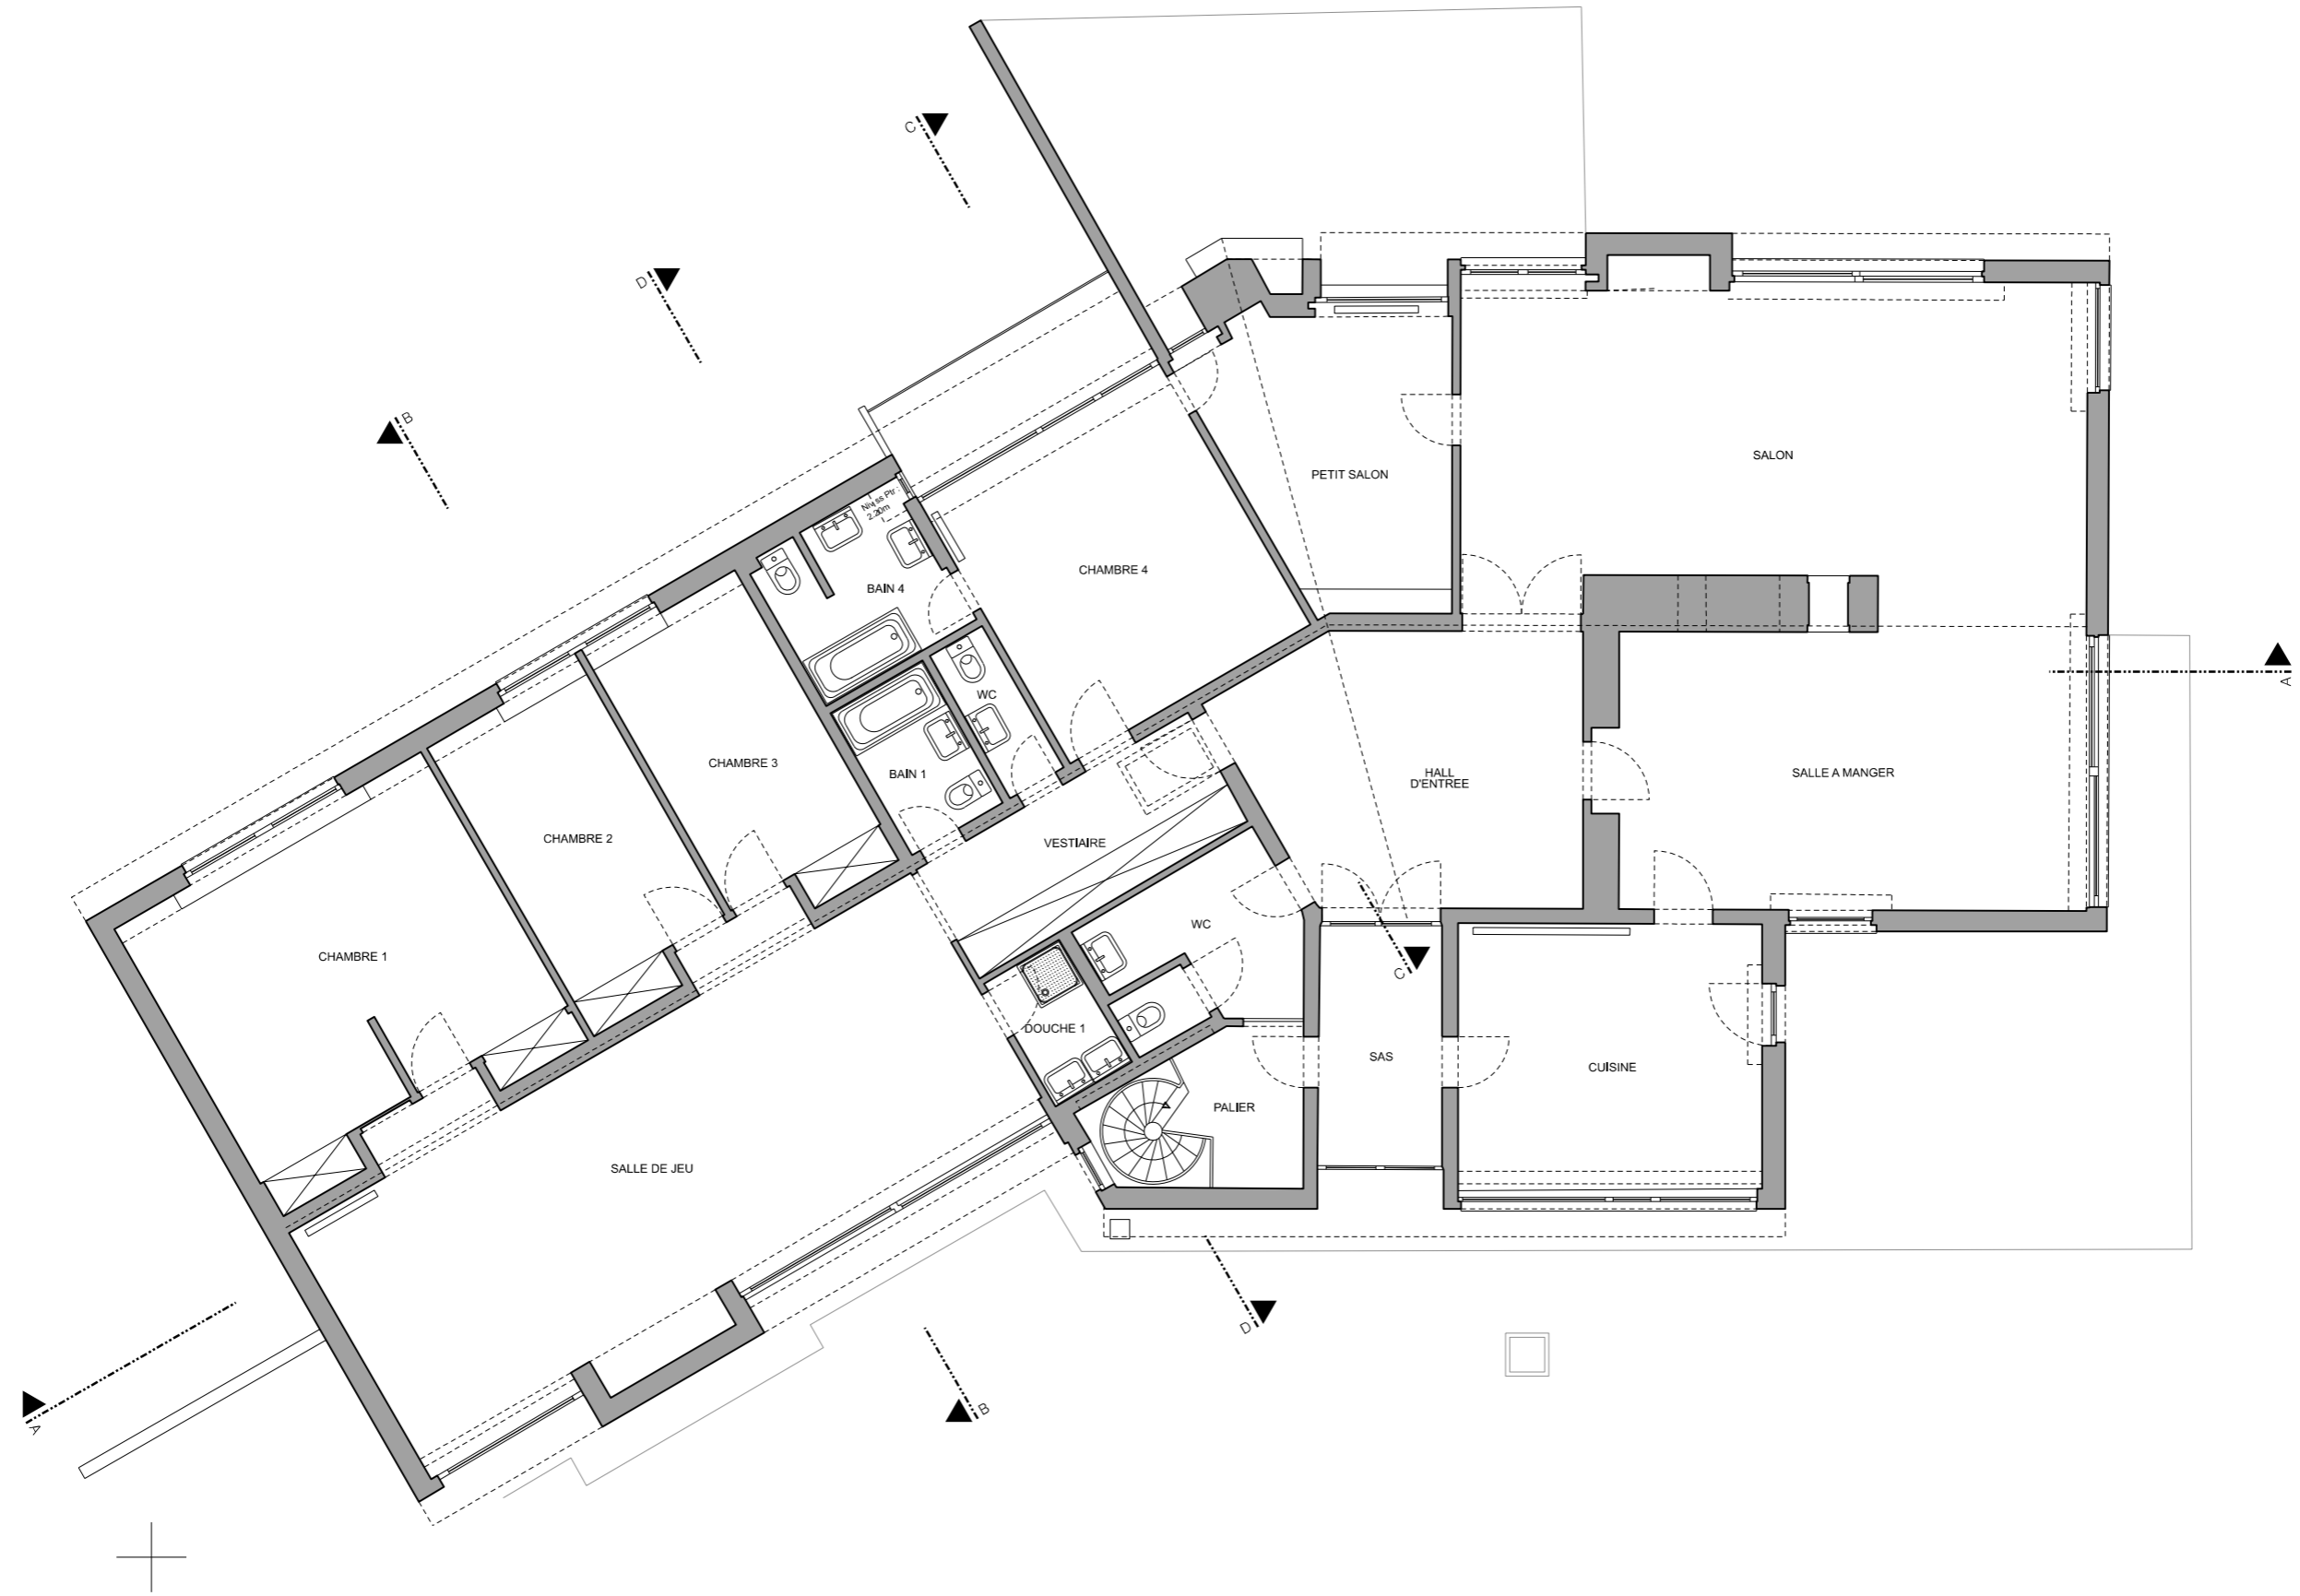 C
D
B
Niv. ss Ptr :
2.20m
PETIT SALON
SALON
CHAMBRE 4
BAIN 4
WC
A
CHAMBRE 3
BAIN 1
HALL
D'ENTREE
SALLE A MANGER
CHAMBRE 2
VESTIAIRE
WC
CHAMBRE 1
C
DOUCHE 1
SAS
CUISINE
PALIER
SALLE DE JEU
D
B
A